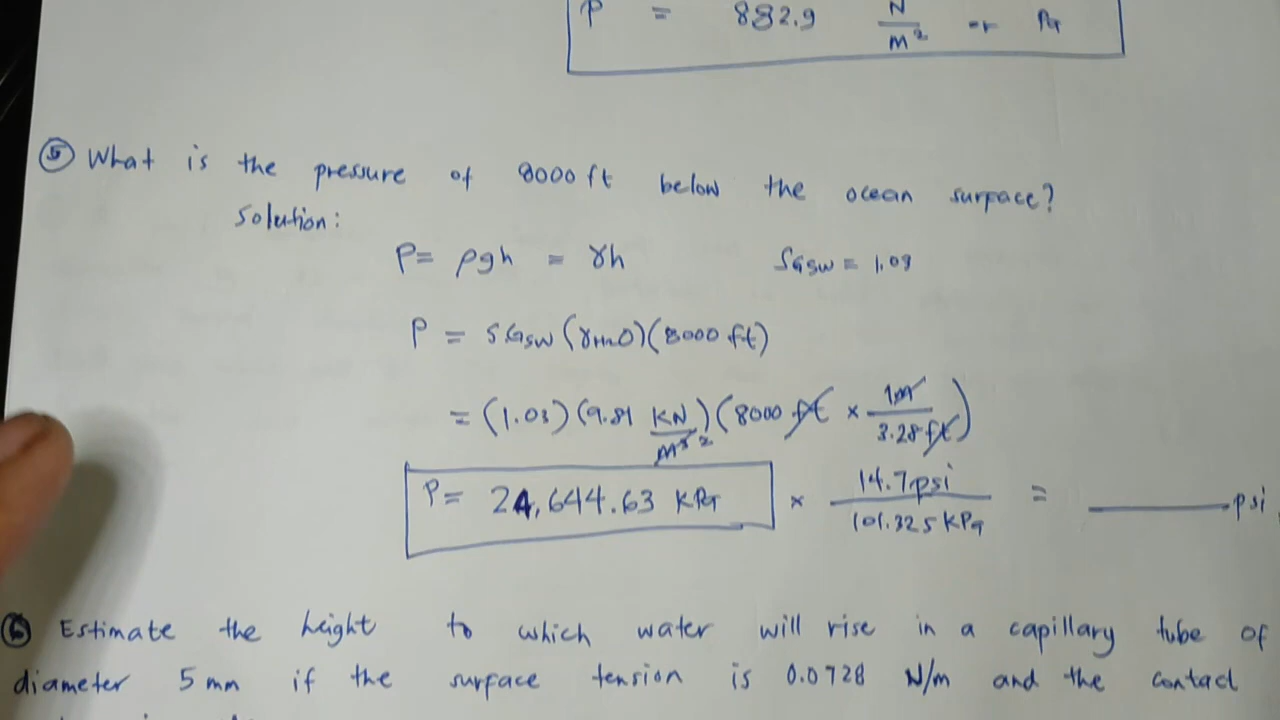 P = 882.9 N/m² or Pa
⑤ What is the pressure of 8000 ft below the ocean surface?
Solution:
P = ρgh = γh SGsw = 1.03
P = SGsw (γH2O)(8000 ft)
= (1.03)(9.81 KN/m³ ²)(8000 ft × 1m/3.28 ft)
P = 24,644.63 KPa × 14.7psi/101.325 KPa = ________ psi
⑥ Estimate the height to which water will rise in a capillary tube of
diameter 5 mm if the surface tension is 0.0728 N/m and the contact